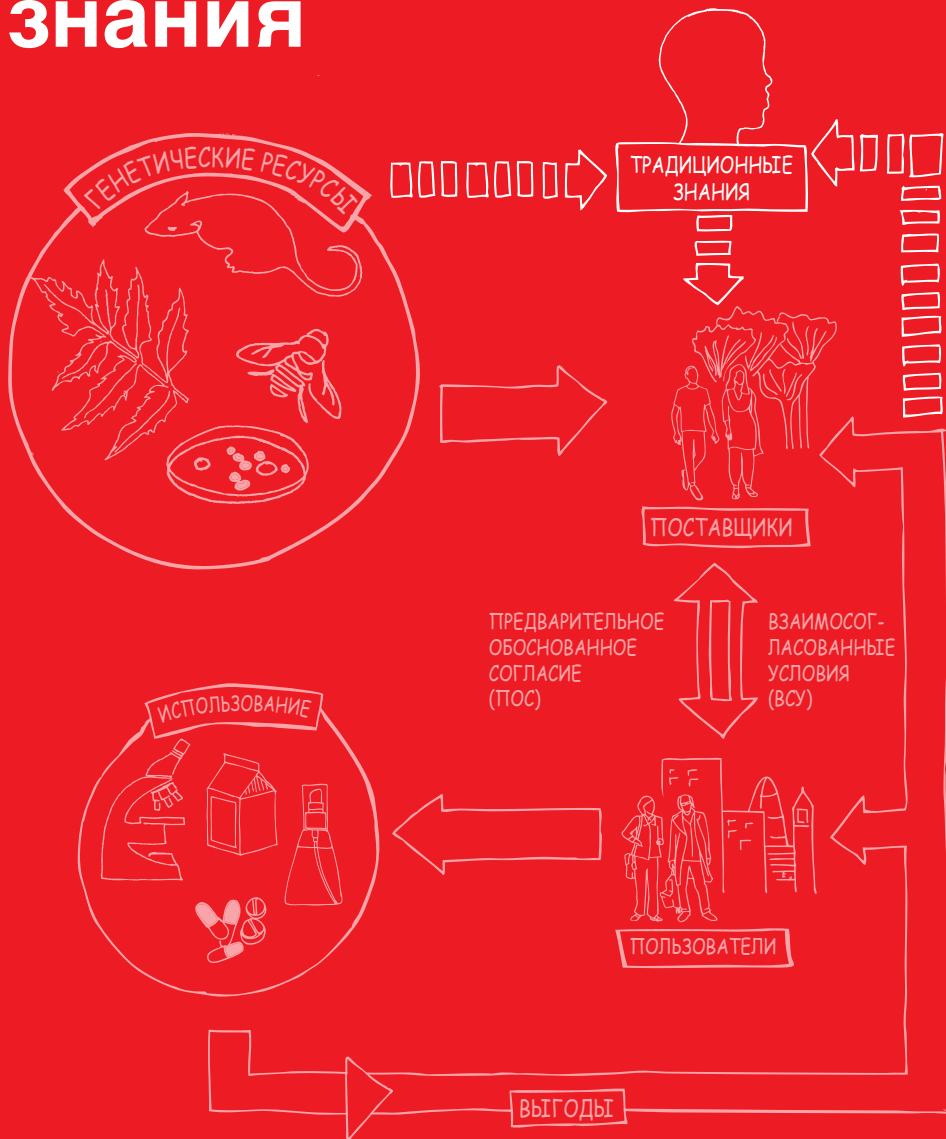 знания
ГЕНЕТИЧЕСКИЕ РЕСУРСЫ
ТРАДИЦИОННЫЕ
ЗНАНИЯ
ПОСТАВЩИКИ
ПРЕДВАРИТЕЛЬНОЕ
ОБОСНОВАННОЕ
СОГЛАСИЕ
(ПОС)
ВЗАИМОСОГ-
ЛАСОВАННЫЕ
УСЛОВИЯ
(ВСУ)
ИСПОЛЬЗОВАНИЕ
ПОЛЬЗОВАТЕЛИ
ВЫГОДЫ